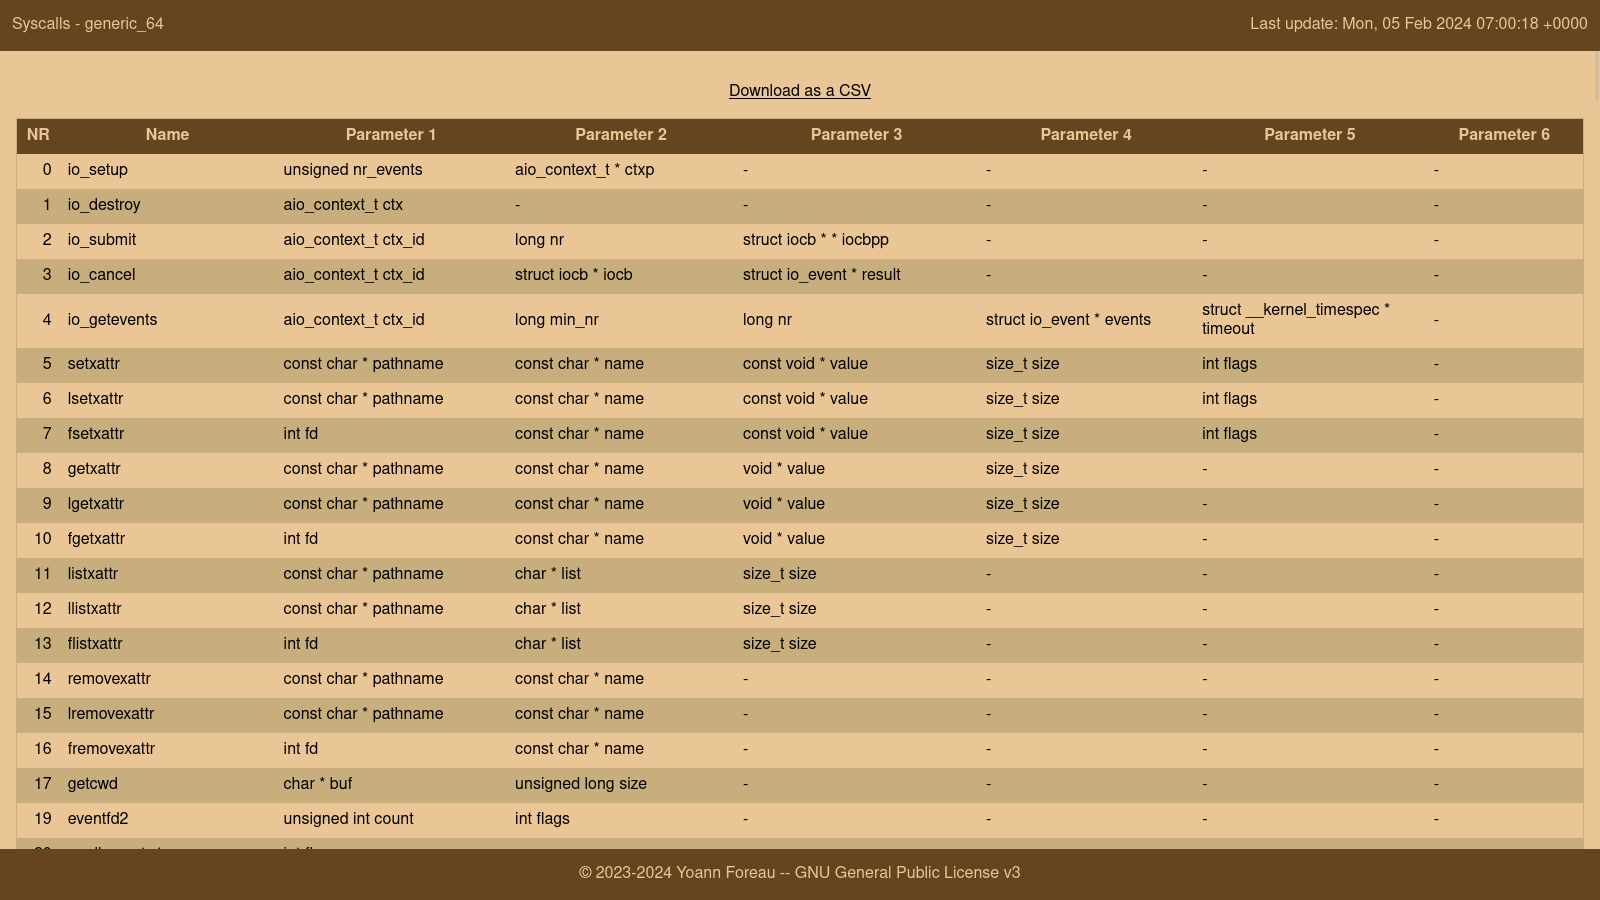 Syscalls - generic_64
Last update: Mon, 05 Feb 2024 07:00:18 +0000
Download as a CSV
NR Name Parameter 1 Parameter 2 Parameter 3 Parameter 4 Parameter 5 Parameter 6
0 io_setup unsigned nr_events aio_context_t * ctxp - - - -
1 io_destroy aio_context_t ctx - - - - -
2 io_submit aio_context_t ctx_id long nr struct iocb * * iocbpp - - -
3 io_cancel aio_context_t ctx_id struct iocb * iocb struct io_event * result - - -
4 io_getevents aio_context_t ctx_id long min_nr long nr struct io_event * events struct __kernel_timespec *
timeout -
5 setxattr const char * pathname const char * name const void * value size_t size int flags -
6 lsetxattr const char * pathname const char * name const void * value size_t size int flags -
7 fsetxattr int fd const char * name const void * value size_t size int flags -
8 getxattr const char * pathname const char * name void * value size_t size - -
9 lgetxattr const char * pathname const char * name void * value size_t size - -
10 fgetxattr int fd const char * name void * value size_t size - -
11 listxattr const char * pathname char * list size_t size - - -
12 llistxattr const char * pathname char * list size_t size - - -
13 flistxattr int fd char * list size_t size - - -
14 removexattr const char * pathname const char * name - - - -
15 lremovexattr const char * pathname const char * name - - - -
16 fremovexattr int fd const char * name - - - -
17 getcwd char * buf unsigned long size - - - -
19 eventfd2 unsigned int count int flags - - - -
© 2023-2024 Yoann Foreau -- GNU General Public License v3